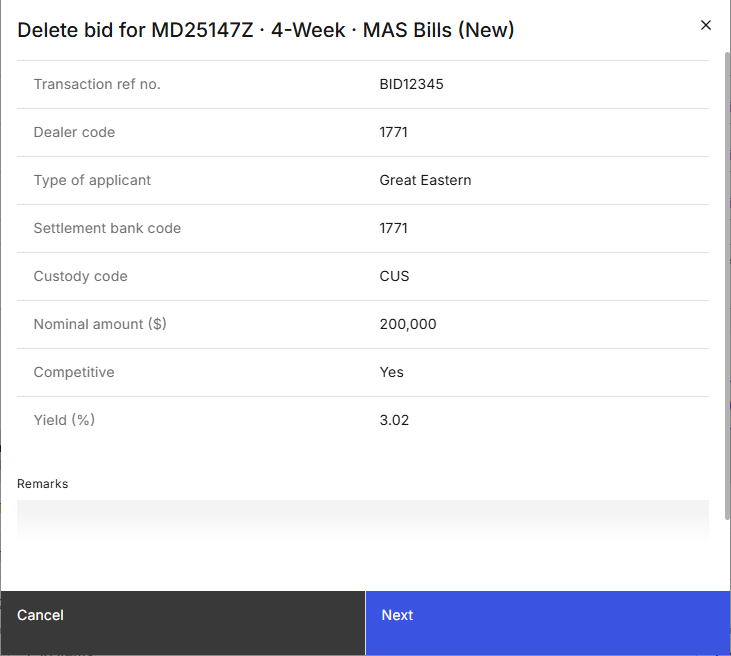 Delete bid for MD25147Z · 4-Week · MAS Bills (New)
Transaction ref no. BID12345
Dealer code 1771
Type of applicant Great Eastern
Settlement bank code 1771
Custody code CUS
Nominal amount ($) 200,000
Competitive Yes
Yield (%) 3.02
Remarks
Cancel Next